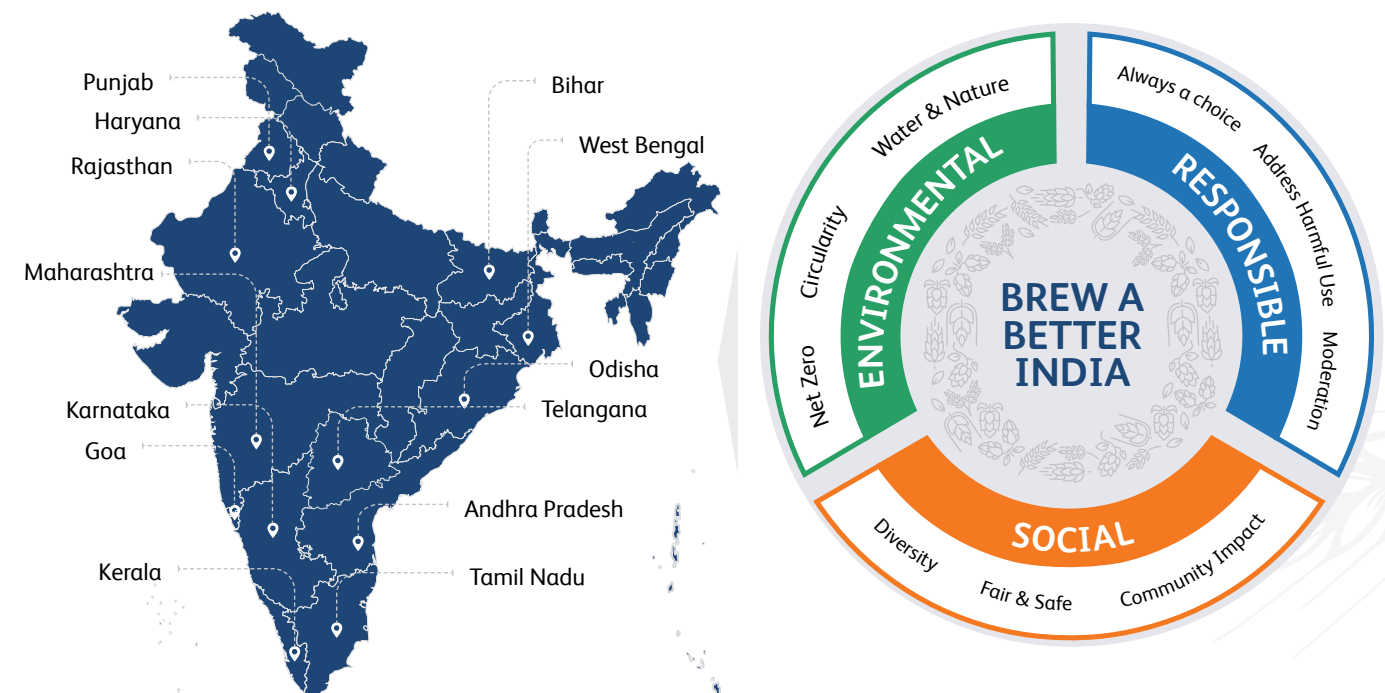 Punjab
Haryana
Rajasthan
Maharashtra
Karnataka
Goa
Kerala
Bihar
West Bengal
Odisha
Telangana
Andhra Pradesh
Tamil Nadu
BREW A
BETTER
INDIA
ENVIRONMENTAL
Net Zero
Circularity
Water & Nature
RESPONSIBLE
Always a choice
Address Harmful Use
Moderation
SOCIAL
Diversity
Fair & Safe
Community Impact